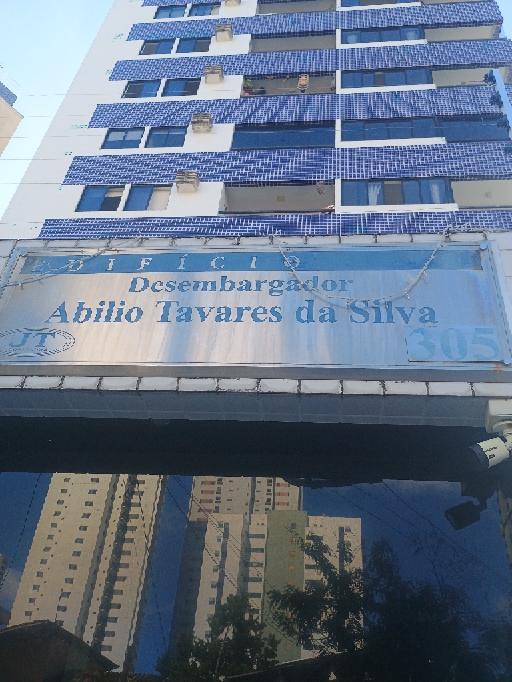 EDIFÍCIO
Desembargador
Abilio Tavares da Silva
JT
305